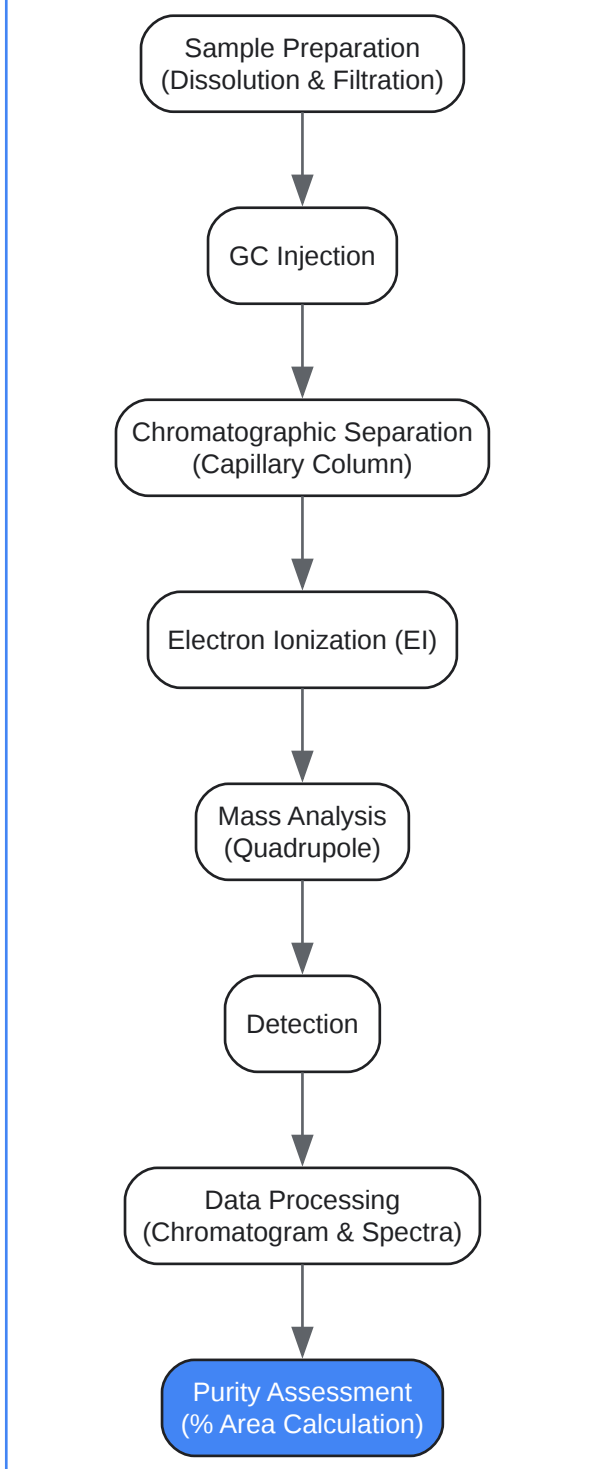 Sample Preparation
(Dissolution & Filtration)
GC Injection
Chromatographic Separation
(Capillary Column)
Electron Ionization (EI)
Mass Analysis
(Quadrupole)
Detection
Data Processing
(Chromatogram & Spectra)
Purity Assessment
(% Area Calculation)